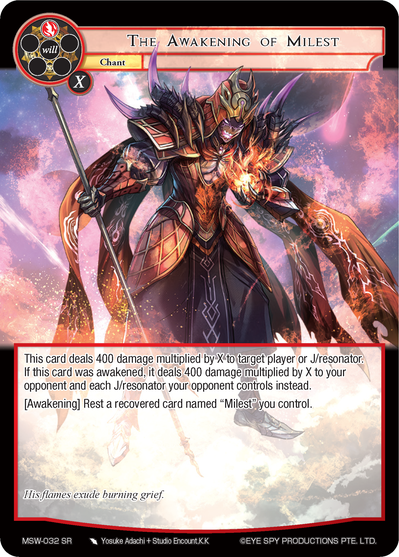 The Awakening of Milest
will
Chant
X
This card deals 400 damage multiplied by X to target player or J/resonator.
If this card was awakened, it deals 400 damage multiplied by X to your
opponent and each J/resonator your opponent controls instead.
[Awakening] Rest a recovered card named “Milest” you control.
His flames exude burning grief.
MSW-032 SR Yosuke Adachi + Studio Encount.K.K ©EYE SPY PRODUCTIONS PTE. LTD.